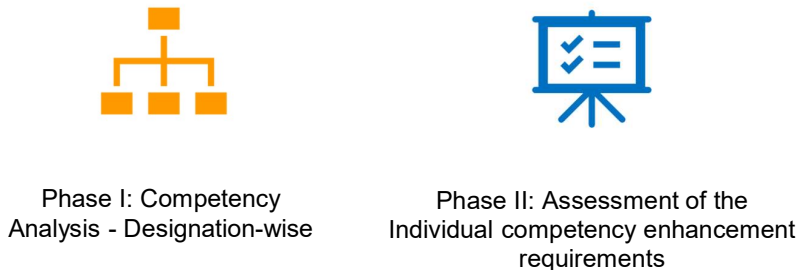 Phase I: Competency
Analysis - Designation-wise
Phase II: Assessment of the
Individual competency enhancement
requirements